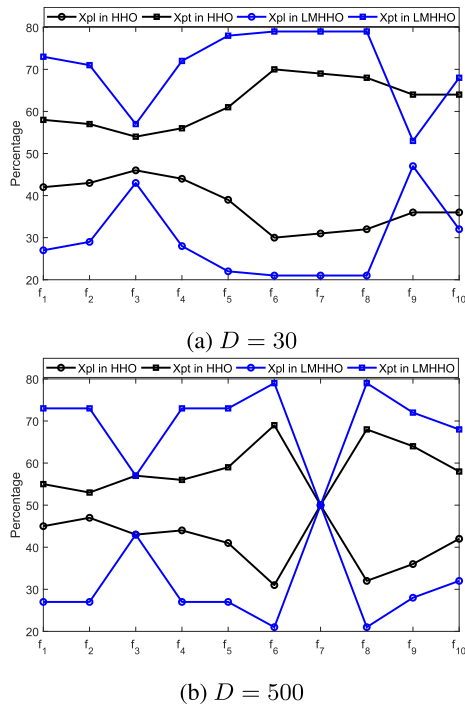 Xpl in HHO Xpt in HHO Xpl in LMHHO Xpt in LMHHO
80
70
60
50
40
30
20
Percentage
f1 f2 f3 f4 f5 f6 f7 f8 f9 f10
(a) D = 30
Xpl in HHO Xpt in HHO Xpl in LMHHO Xpt in LMHHO
80
70
60
50
40
30
20
Percentage
f1 f2 f3 f4 f5 f6 f7 f8 f9 f10
(b) D = 500